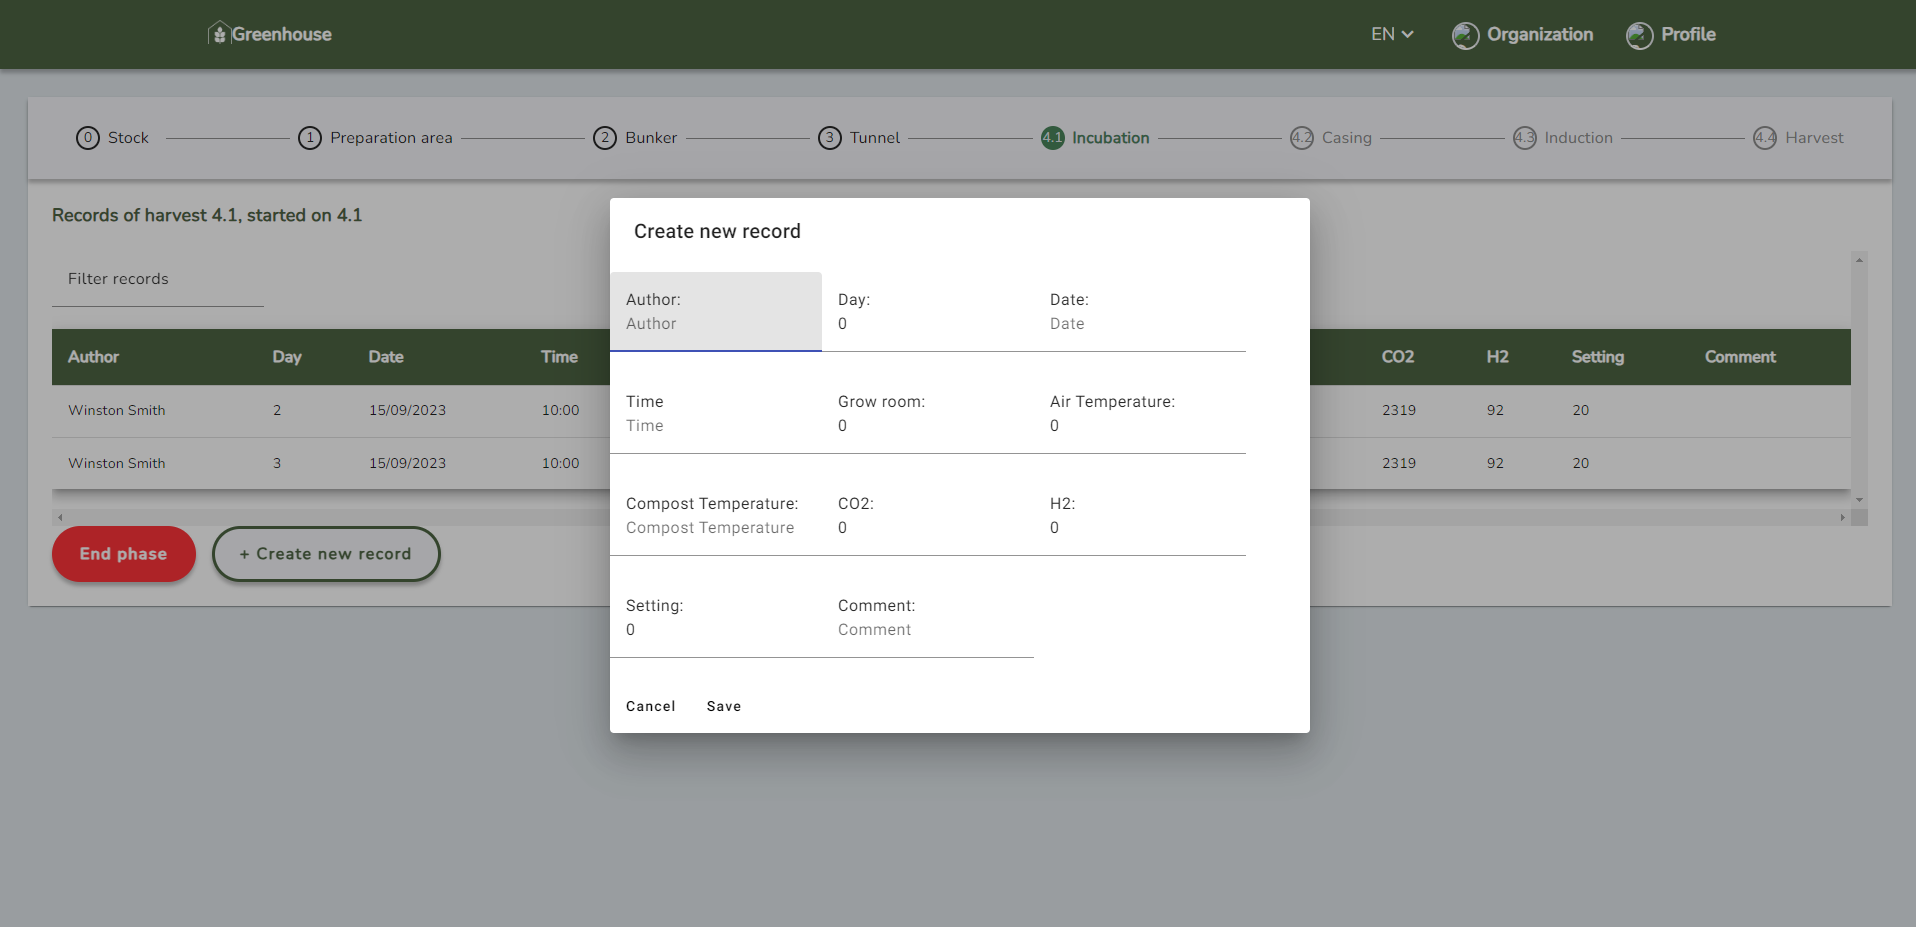 Greenhouse
EN
Organization
Profile
0 Stock
1 Preparation area
2 Bunker
3 Tunnel
4.1 Incubation
4.2 Casing
4.3 Induction
4.4 Harvest
Records of harvest 4.1, started on 4.1
Filter records
Author Day Date Time CO2 H2 Setting Comment
Winston Smith 2 15/09/2023 10:00 2319 92 20
Winston Smith 3 15/09/2023 10:00 2319 92 20
End phase
+ Create new record
Create new record
Author: Day: Date:
Author 0 Date
Time Grow room: Air Temperature:
Time 0 0
Compost Temperature: CO2: H2:
Compost Temperature 0 0
Setting: Comment:
0 Comment
Cancel Save